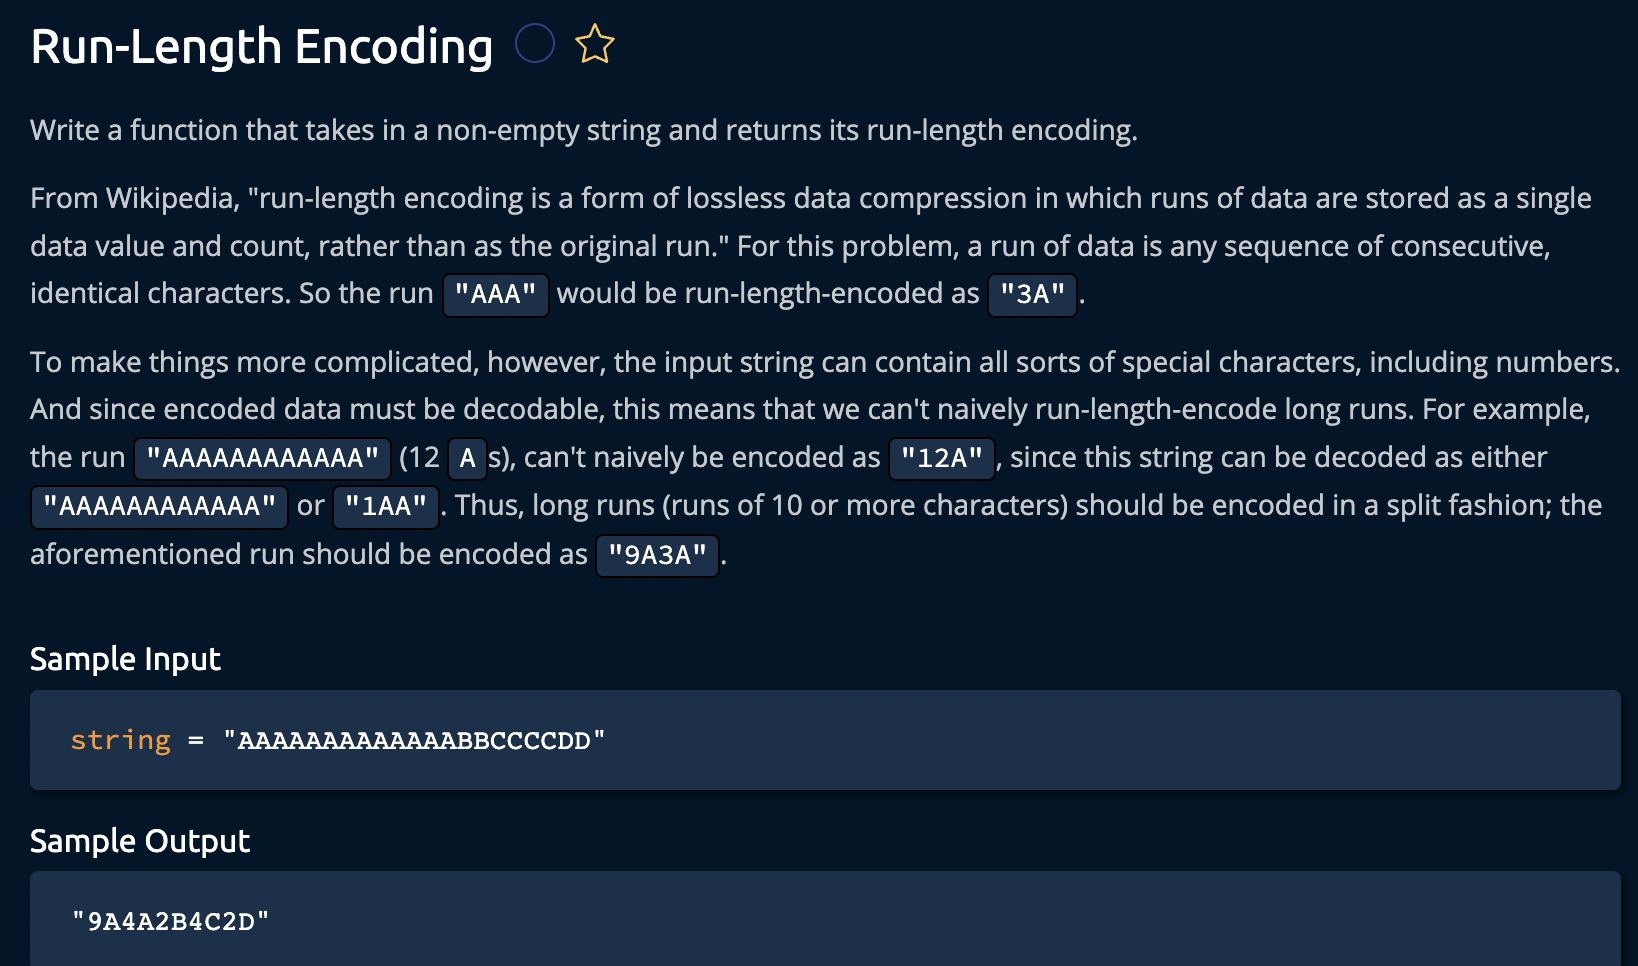 Run-Length Encoding
Write a function that takes in a non-empty string and returns its run-length encoding.
From Wikipedia, "run-length encoding is a form of lossless data compression in which runs of data are stored as a single
data value and count, rather than as the original run." For this problem, a run of data is any sequence of consecutive,
identical characters. So the run "AAA" would be run-length-encoded as "3A".
To make things more complicated, however, the input string can contain all sorts of special characters, including numbers.
And since encoded data must be decodable, this means that we can't naively run-length-encode long runs. For example,
the run "AAAAAAAAAAAA" (12 A s), can't naively be encoded as "12A", since this string can be decoded as either
"AAAAAAAAAAAA" or "1AA". Thus, long runs (runs of 10 or more characters) should be encoded in a split fashion; the
aforementioned run should be encoded as "9A3A".
Sample Input
string = "AAAAAAAAAAAAABBCCCCDD"
Sample Output
"9A4A2B4C2D"